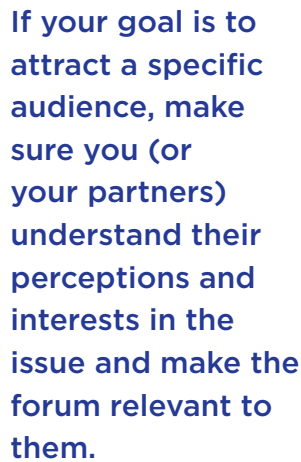 If your goal is to
attract a specific
audience, make
sure you (or
your partners)
understand their
perceptions and
interests in the
issue and make the
forum relevant to
them.